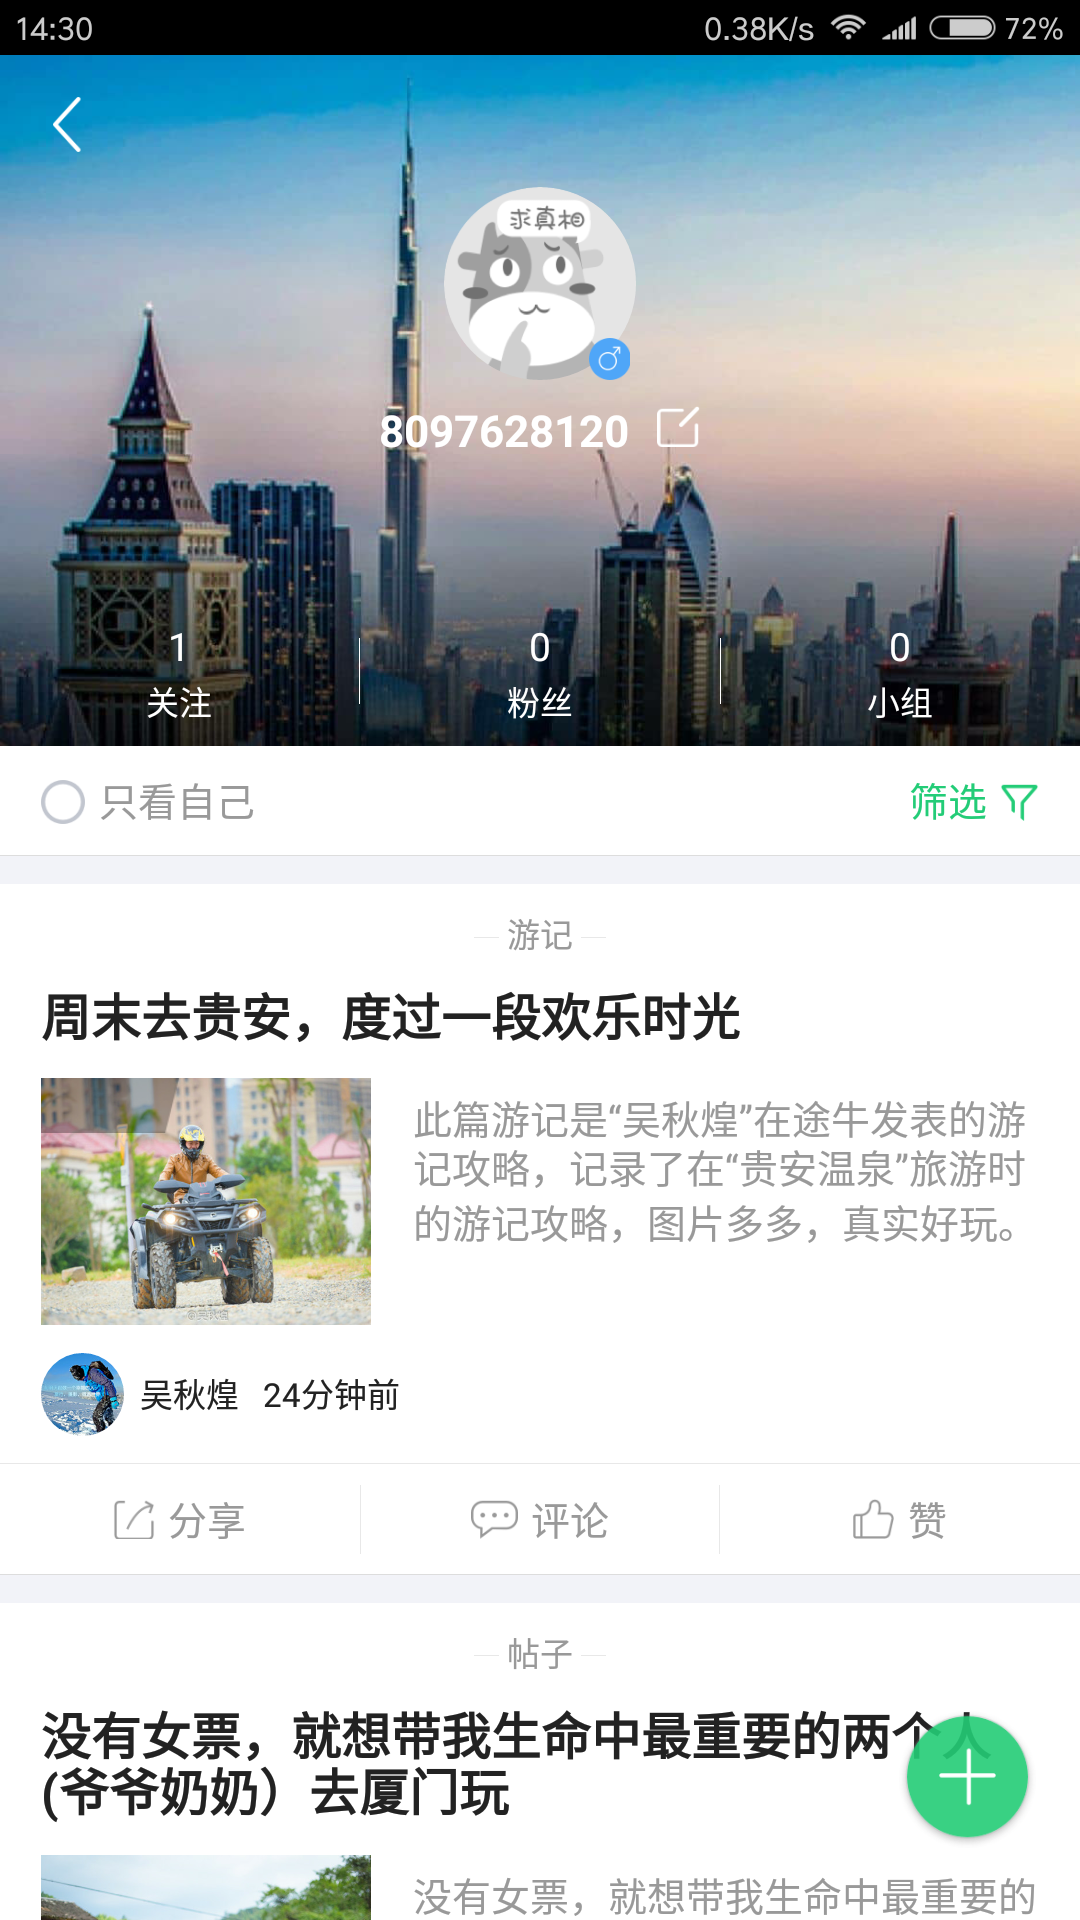 14:30
0.38K/s
72%
求真相
8097628120
1
0
0
关注
粉丝
小组
只看自己
筛选
游记
周末去贵安，度过一段欢乐时光
此篇游记是“吴秋煌”在途牛发表的游
记攻略，记录了在“贵安温泉”旅游时
的游记攻略，图片多多，真实好玩。
吴秋煌 24分钟前
分享
评论
赞
帖子
没有女票，就想带我生命中最重要的两个人
(爷爷奶奶）去厦门玩
没有女票，就想带我生命中最重要的